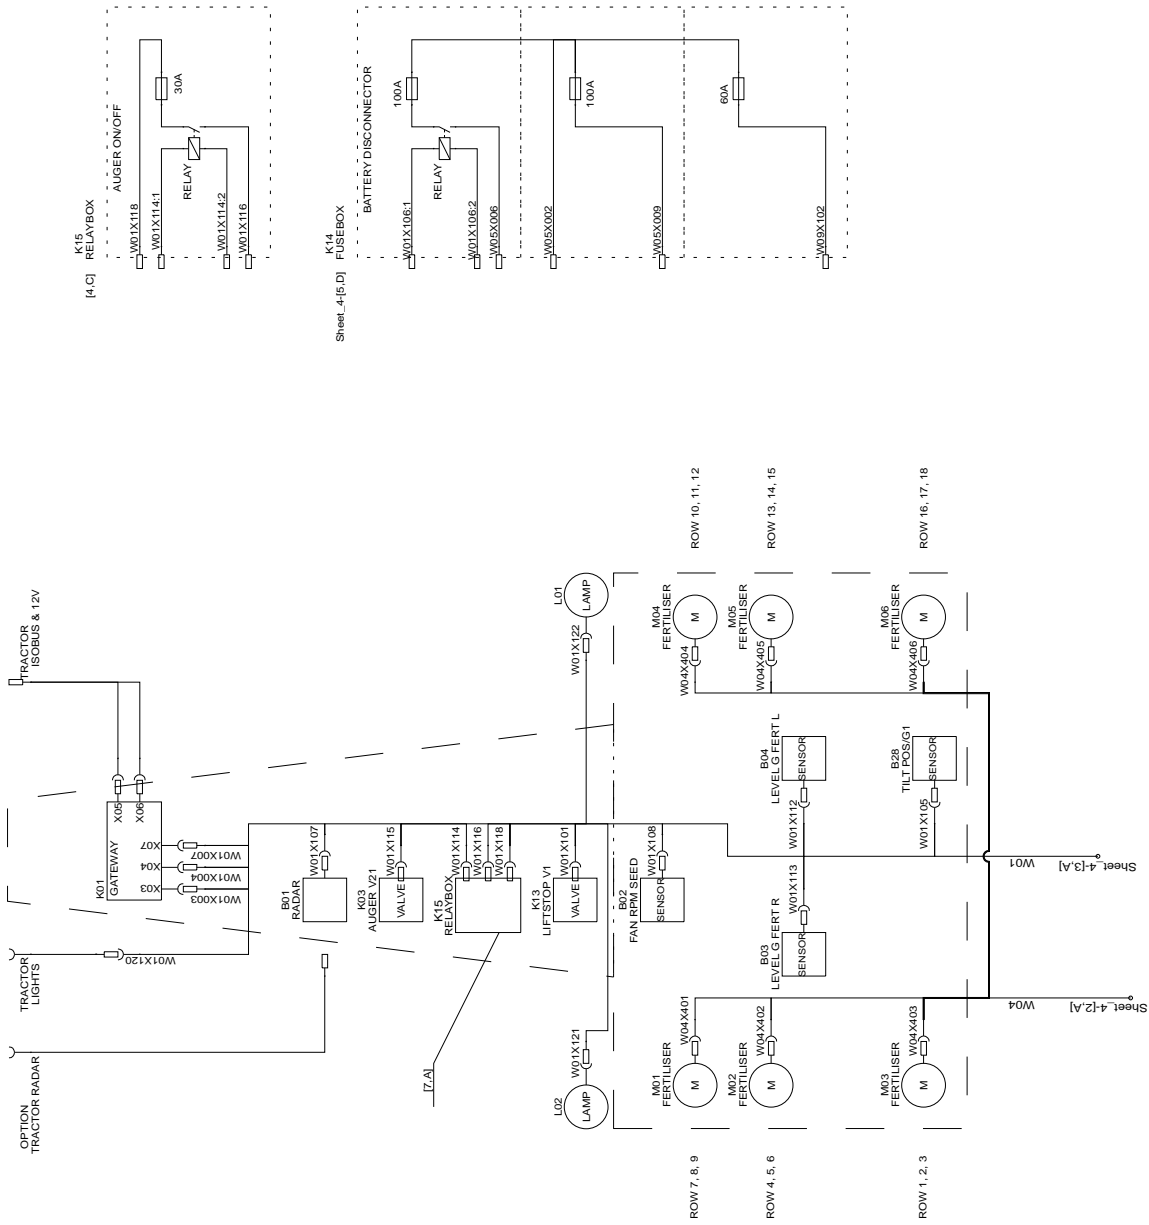 K15
RELAYBOX
[4,C]
AUGER ON/OFF
30A
RELAY
W01X118
W01X114:1
W01X114:2
W01X116
K14
FUSEBOX
Sheet_4-[5,D]
BATTERY DISCONNECTOR
100A
RELAY
100A
60A
W01X106:1
W01X106:2
W05X006
W05X002
W05X009
W09X102
TRACTOR
ISOBUS & 12V
K01
GATEWAY
X05
X06
X07
X04
X03
W01X007
W01X004
W01X003
TRACTOR
LIGHTS
W01X120
OPTION
TRACTOR RADAR
B01
RADAR
W01X107
K03
AUGER V21
VALVE
W01X115
K15
RELAYBOX
W01X114
W01X116
W01X118
[7,A]
K13
LIFTSTOP V1
VALVE
W01X101
L01
LAMP
W01X122
L02
LAMP
W01X121
B02
FAN RPM SEED
SENSOR
W01X108
M04
FERTILISER
M
W04X404
ROW 10, 11, 12
M05
FERTILISER
M
W04X405
ROW 13, 14, 15
M06
FERTILISER
M
W04X406
ROW 16, 17, 18
B04
LEVEL G FERT L
SENSOR
W01X112
B28
TILT POS/G1
SENSOR
W01X105
B03
LEVEL G FERT R
SENSOR
W01X113
W01
Sheet_4-[3,A]
W04
Sheet_4-[2,A]
M01
FERTILISER
M
W04X401
ROW 7, 8, 9
M02
FERTILISER
M
W04X402
ROW 4, 5, 6
M03
FERTILISER
M
W04X403
ROW 1, 2, 3